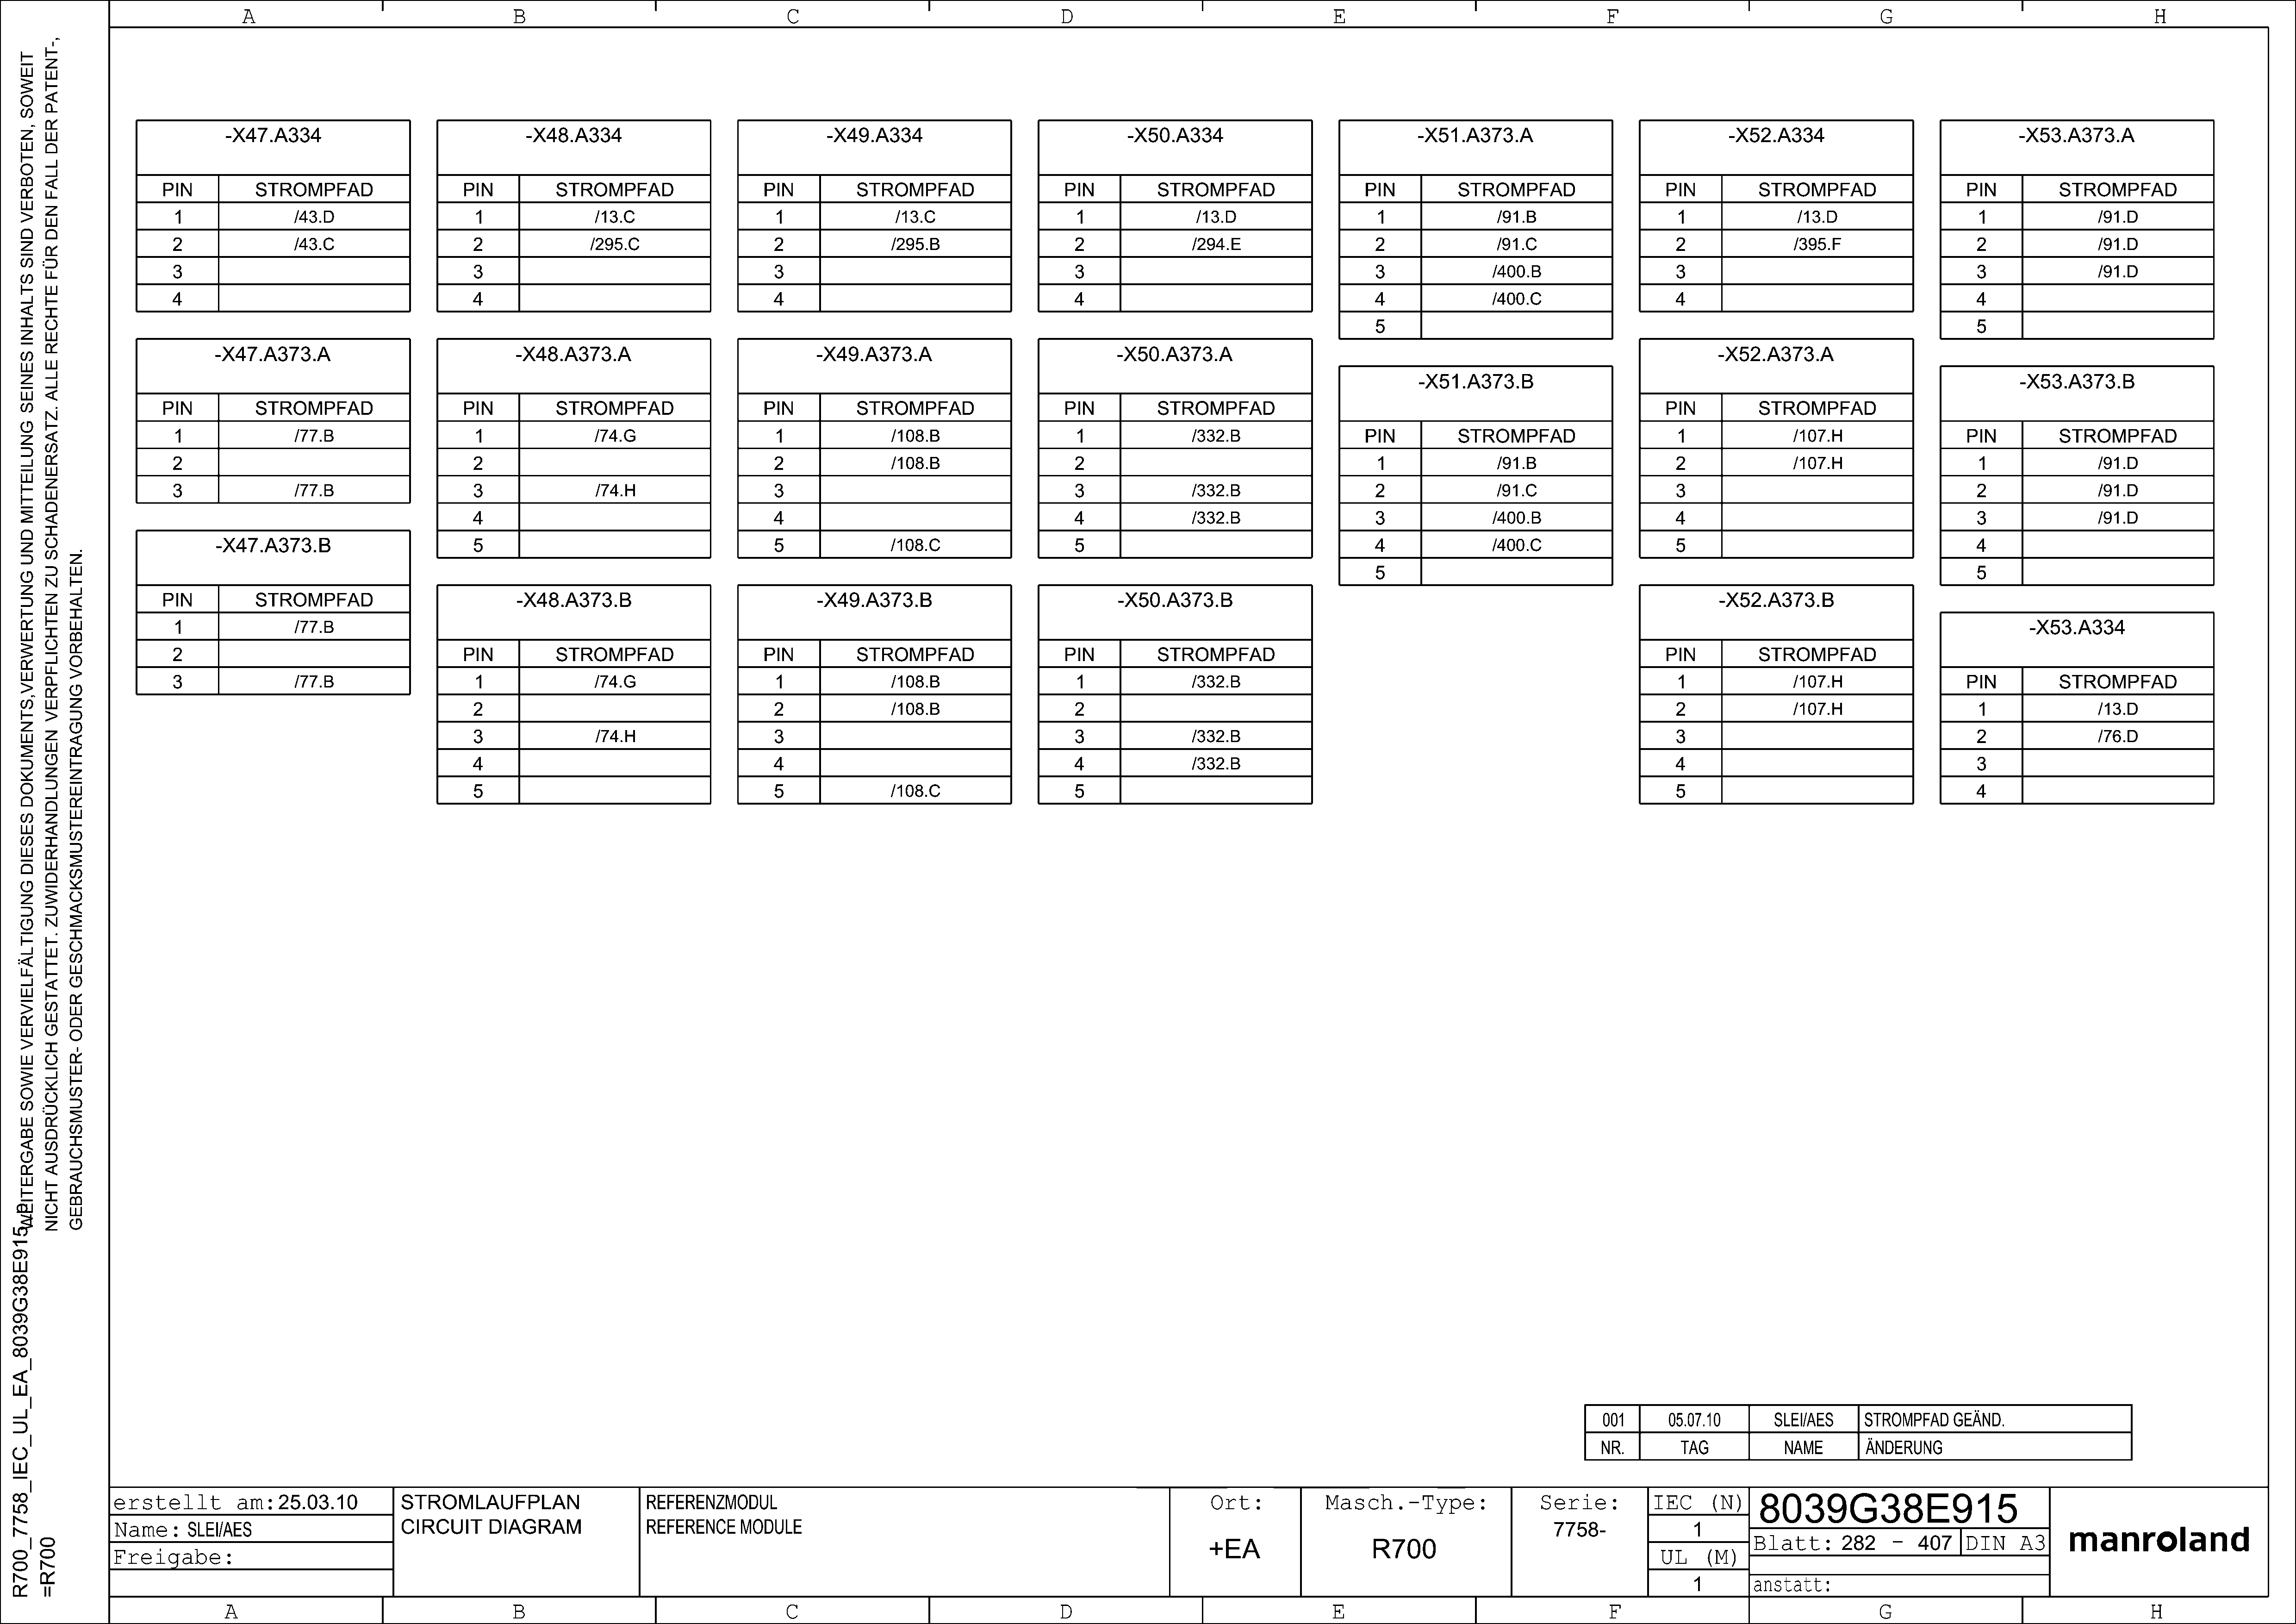 A B C D E F G H
-X47.A334
PIN STROMPFAD
1 /43.D
2 /43.C
3
4
-X47.A373.A
PIN STROMPFAD
1 /77.B
2
3 /77.B
-X47.A373.B
PIN STROMPFAD
1 /77.B
2
3 /77.B
-X48.A334
PIN STROMPFAD
1 /13.C
2 /295.C
3
4
-X48.A373.A
PIN STROMPFAD
1 /74.G
2
3 /74.H
4
5
-X48.A373.B
PIN STROMPFAD
1 /74.G
2
3 /74.H
4
5
-X49.A334
PIN STROMPFAD
1 /13.C
2 /295.B
3
4
-X49.A373.A
PIN STROMPFAD
1 /108.B
2 /108.B
3
4
5 /108.C
-X49.A373.B
PIN STROMPFAD
1 /108.B
2 /108.B
3
4
5 /108.C
-X50.A334
PIN STROMPFAD
1 /13.D
2 /294.E
3
4
-X50.A373.A
PIN STROMPFAD
1 /332.B
2
3 /332.B
4 /332.B
5
-X50.A373.B
PIN STROMPFAD
1 /332.B
2
3 /332.B
4 /332.B
5
-X51.A373.A
PIN STROMPFAD
1 /91.B
2 /91.C
3 /400.B
4 /400.C
5
-X51.A373.B
PIN STROMPFAD
1 /91.B
2 /91.C
3 /400.B
4 /400.C
5
-X52.A334
PIN STROMPFAD
1 /13.D
2 /395.F
3
4
-X52.A373.A
PIN STROMPFAD
1 /107.H
2 /107.H
3
4
5
-X52.A373.B
PIN STROMPFAD
1 /107.H
2 /107.H
3
4
5
-X53.A373.A
PIN STROMPFAD
1 /91.D
2 /91.D
3 /91.D
4
5
-X53.A373.B
PIN STROMPFAD
1 /91.D
2 /91.D
3 /91.D
4
5
-X53.A334
PIN STROMPFAD
1 /13.D
2 /76.D
3
4
WEITERGABE SOWIE VERVIELFÄLTIGUNG DIESES DOKUMENTS,VERWERTUNG UND MITTEILUNG SEINES INHALTS SIND VERBOTEN, SOWEIT
NICHT AUSDRÜCKLICH GESTATTET. ZUWIDERHANDLUNGEN VERPFLICHTEN ZU SCHADENERSATZ. ALLE RECHTE FÜR DEN FALL DER PATENT-,
GEBRAUCHSMUSTER- ODER GESCHMACKSMUSTEREINTRAGUNG VORBEHALTEN.
R700_7758_IEC_UL_EA_8039G38E915_
=R700
001 05.07.10 SLEI/AES STROMPFAD GEÄND.
NR. TAG NAME ÄNDERUNG
erstellt am:25.03.10
Name: SLEI/AES
Freigabe:
STROMLAUFPLAN
CIRCUIT DIAGRAM
REFERENZMODUL
REFERENCE MODULE
Ort:
+EA
Masch.-Type:
R700
Serie:
7758-
IEC (N)
1
UL (M)
1
8039G38E915
Blatt: 282 - 407 DIN A3
anstatt:
manroland
A B C D E F G H